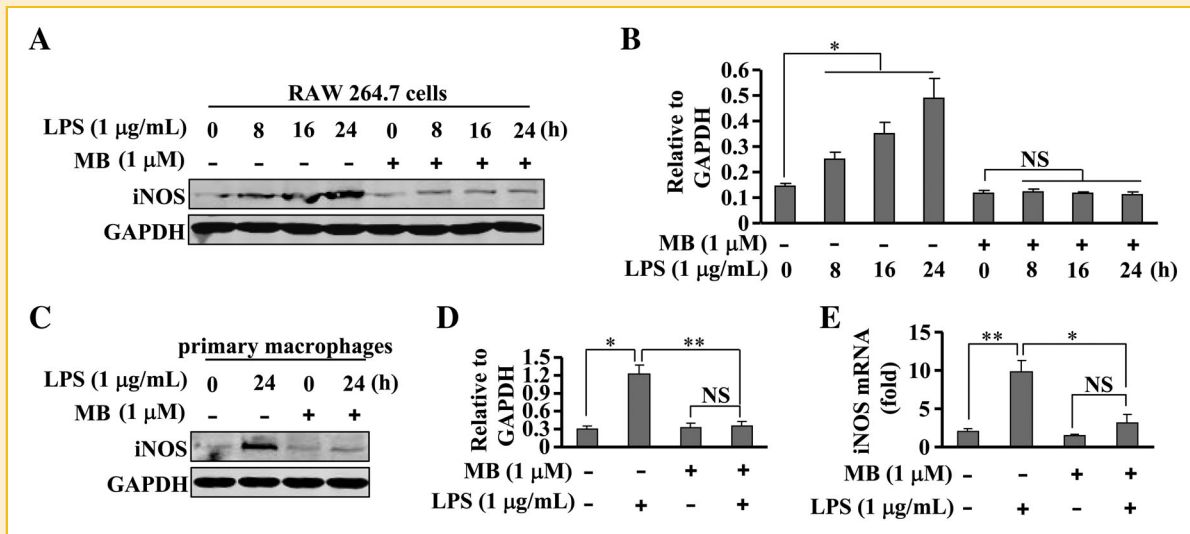 A
RAW 264.7 cells
LPS (1 μg/mL) 0 8 16 24 0 8 16 24 (h)
MB (1 μM) – – – – + + + +
iNOS
GAPDH
B
*
NS
Relative to
GAPDH
0.6
0.5
0.4
0.3
0.2
0.1
0
MB (1 μM) – – – – + + + +
LPS (1 μg/mL) 0 8 16 24 0 8 16 24 (h)
C
primary macrophages
LPS (1 μg/mL) 0 24 0 24 (h)
MB (1 μM) – – + +
iNOS
GAPDH
D
* **
NS
Relative to
GAPDH
1.5
1.2
0.9
0.6
0.3
0
MB (1 μM) – – + +
LPS (1 μg/mL) – + – +
E
** *
NS
iNOS mRNA
(fold)
15
10
5
0
MB (1 μM) – – + +
LPS (1 μg/mL) – + – +